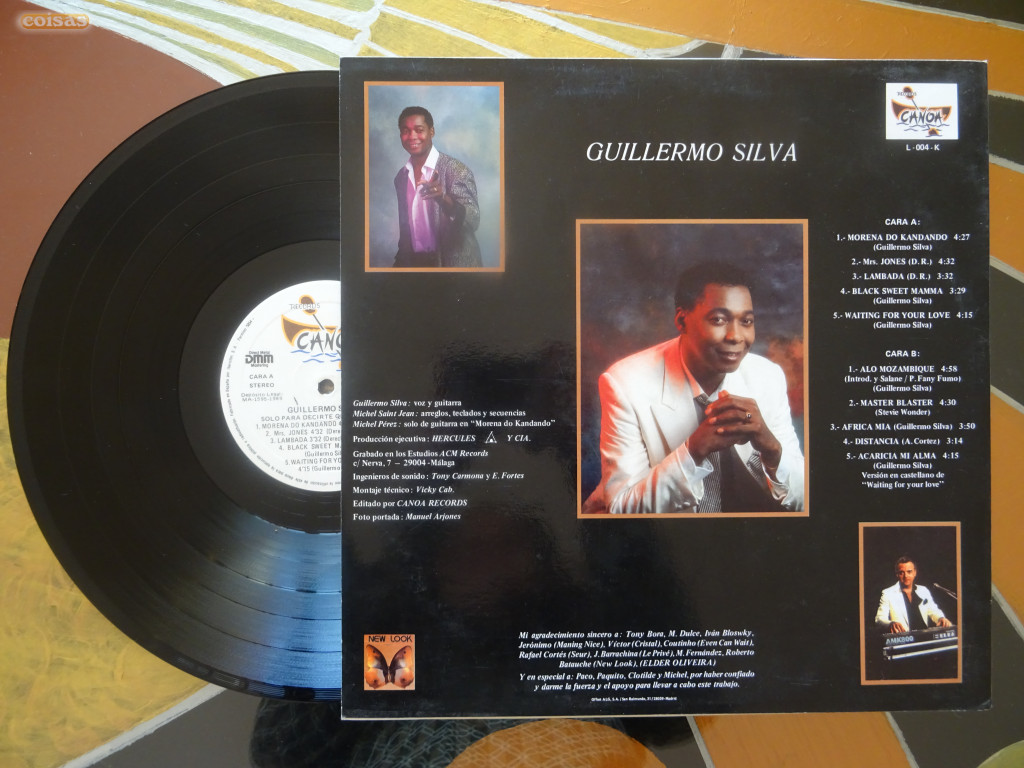 coisas
GUILLERMO SILVA
CANOA
L - 004 - K
CARA A :
1.- MORENA DO KANDANDO 4:27
(Guillermo Silva)
2.- Mrs. JONES (D. R.) 4:32
3.- LAMBADA (D. R.) 3:32
4.- BLACK SWEET MAMMA 3:29
(Guillermo Silva)
5.- WAITING FOR YOUR LOVE 4:15
(Guillermo Silva)
CARA B :
1.- ALO MOZAMBIQUE 4:58
(Introd. y Salane / P. Fany Fumo)
2.- MASTER BLASTER 4:30
(Stevie Wonder)
3.- AFRICA MIA (Guillermo Silva) 3:50
4.- DISTANCIA (A. Cortez) 3:14
5.- ACARICIA MI ALMA 4:15
(Guillermo Silva)
Versión en castellano de
“Waiting for your love”
Guillermo Silva : voz y guitarra
Michel Saint Jean : arreglos, teclados y secuencias
Michel Pérez : solo de guitarra en “Morena do Kandando”
Producción ejecutiva : HERCULES Y CIA.
Grabado en los Estudios ACM Records
c/ Nerva, 7 — 29004 - Málaga
Ingenieros de sonido : Tony Carmona y E. Fortes
Montaje técnico : Vicky Cab.
Editado por CANOA RECORDS
Foto portada : Manuel Arjones
NEW LOOK
Mi agradecimiento sincero a : Tony Bora, M. Dulce, Iván Bloswky,
Jerónimo (Maning Nice), Víctor (Cristal), Coutinho (Even Can Wait),
Rafael Cortés (Seur), J. Barrachina (Le Privé), M. Fernández, Roberto
Batauche (New Look), (ELDER OLIVEIRA)
Y en especial a : Paco, Paquito, Clotilde y Michel, por haber confiado
y darme la fuerza y el apoyo para llevar a cabo este trabajo.
CANOA
DMM
CARA A
STEREO
GUILLERMO S
SOLO PARA DECIRTE QU
1. MORENA DO KANDANDO
2. Mrs. JONES 4'32
3. LAMBADA 3'32
4. BLACK SWEET MAM
(Guillermo Silva
5. WAITING FOR YO
4'15 (Guillermo